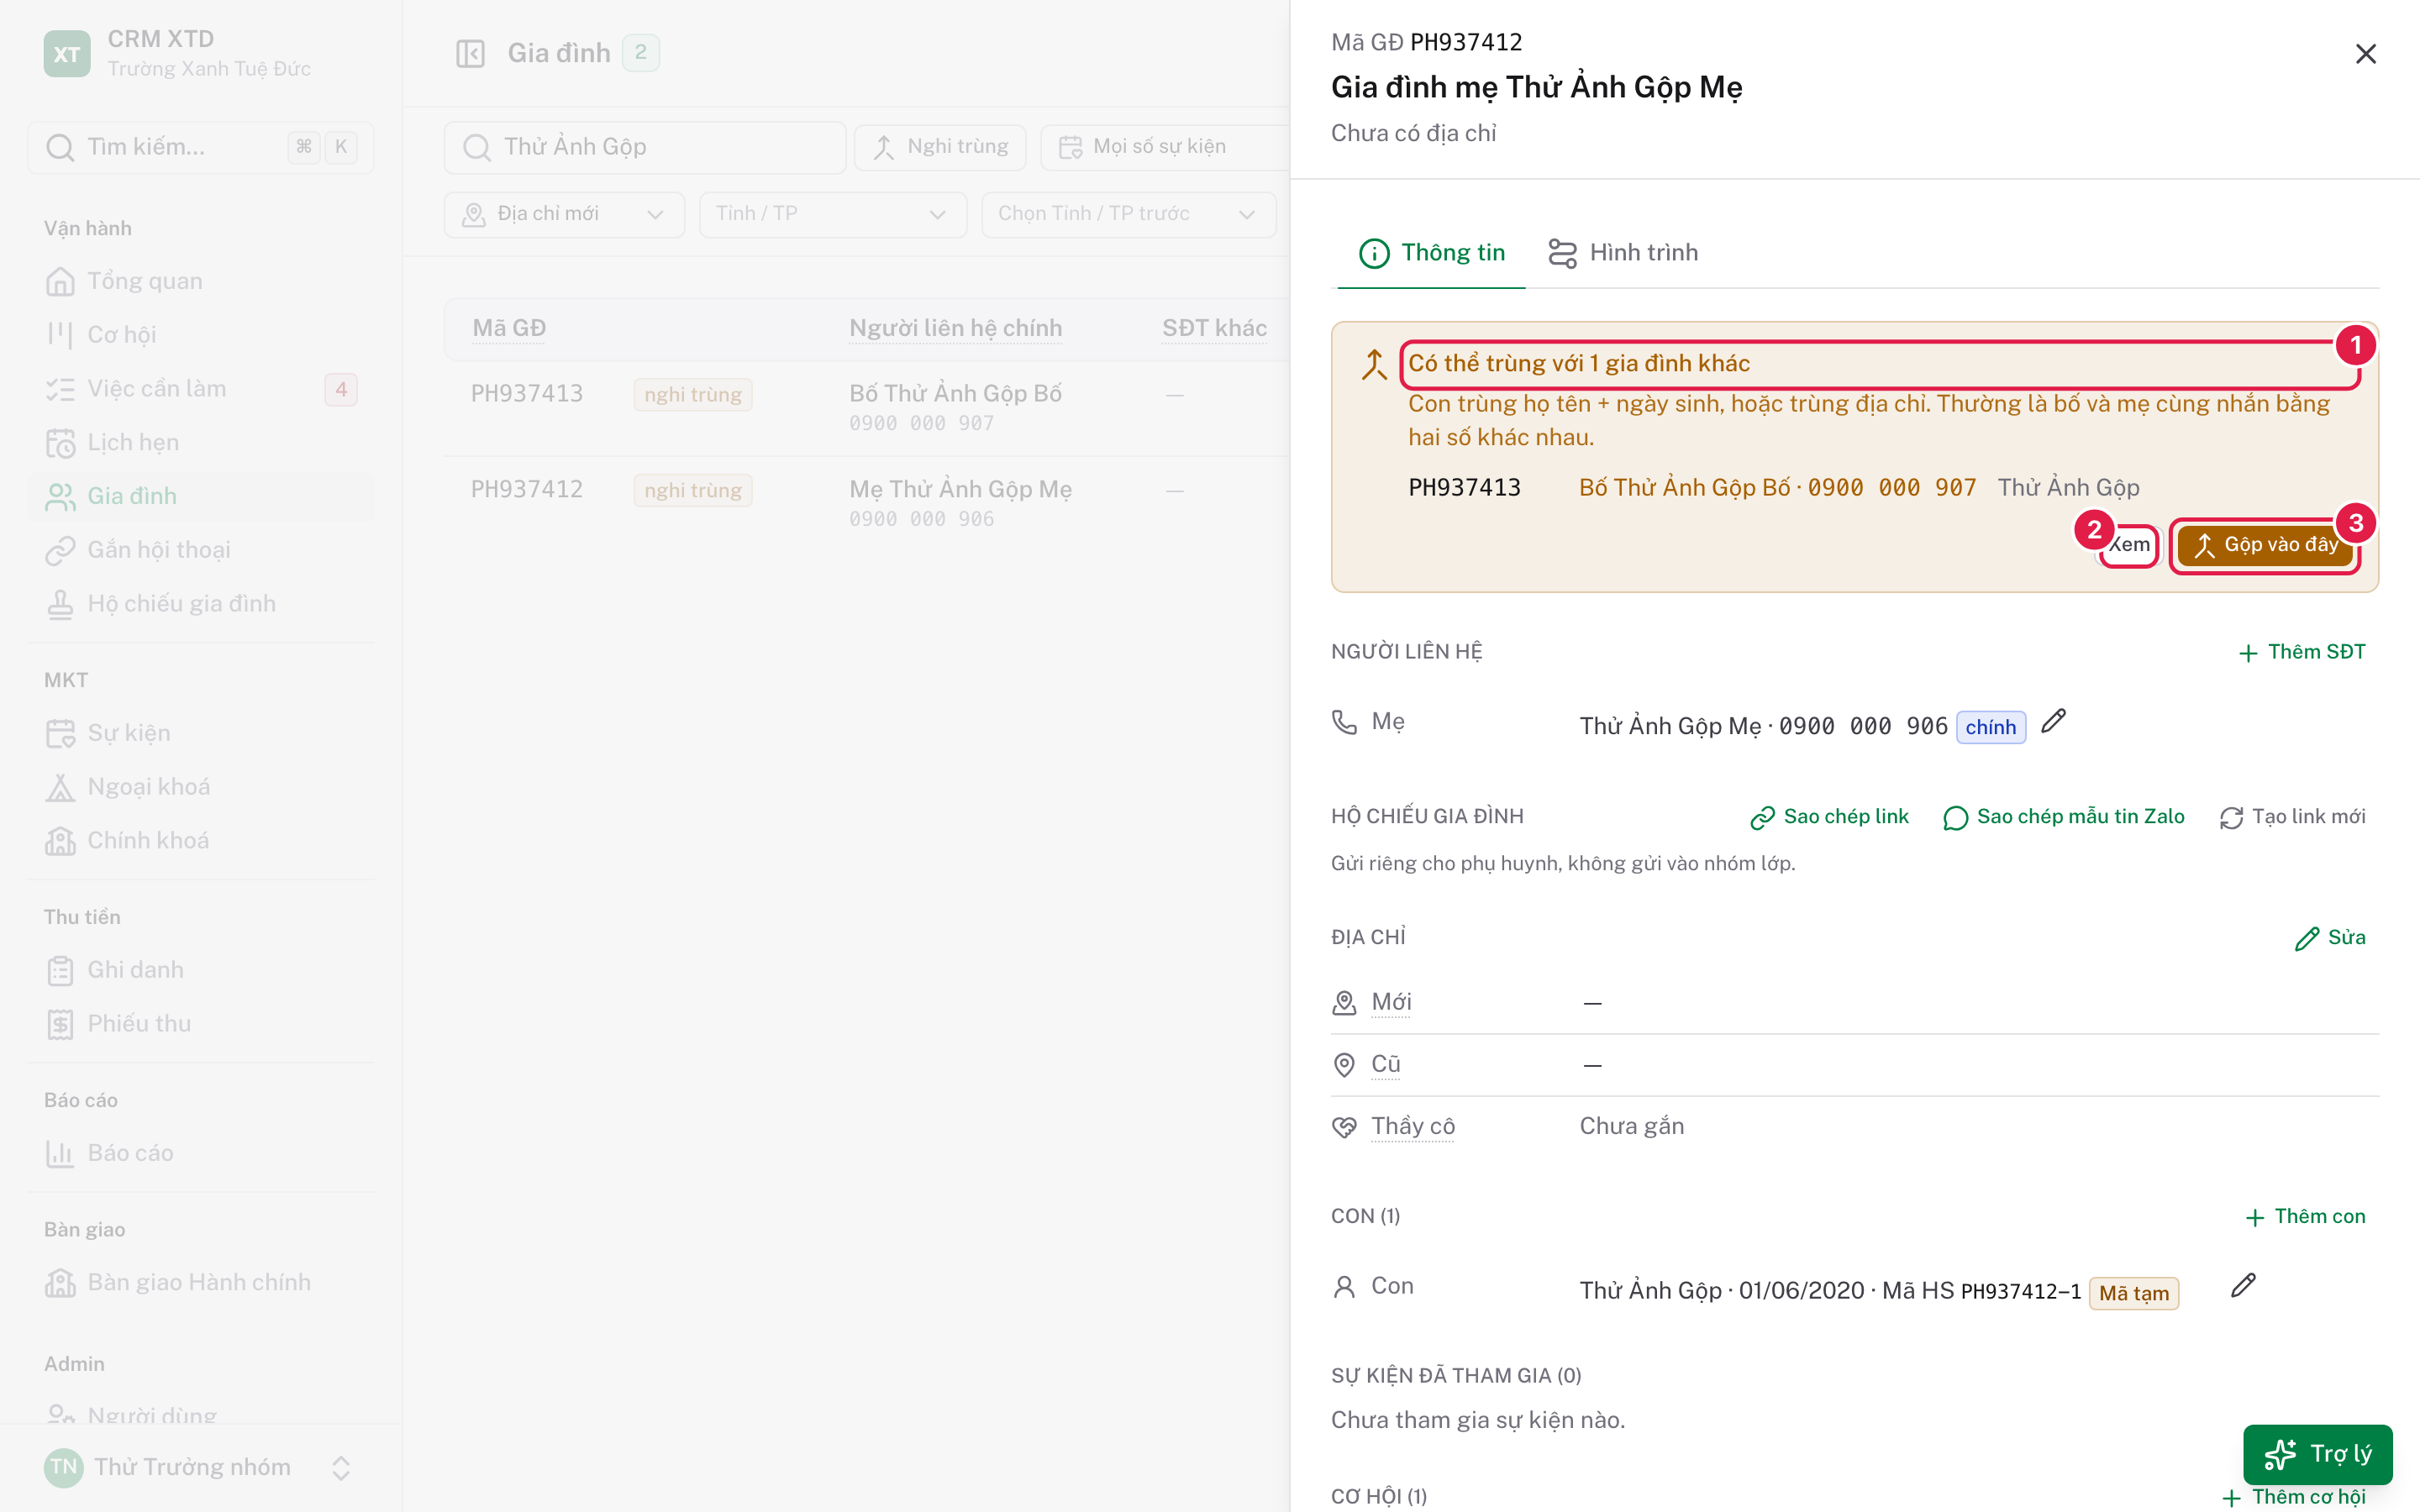 XT
CRM XTD
Trường Xanh Tuệ Đức
Tìm kiếm...
⌘ K
Vận hành
Tổng quan
Cơ hội
Việc cần làm 4
Lịch hẹn
Gia đình
Gắn hội thoại
Hộ chiếu gia đình
MKT
Sự kiện
Ngoại khoá
Chính khoá
Thu tiền
Ghi danh
Phiếu thu
Báo cáo
Báo cáo
Bàn giao
Bàn giao Hành chính
Admin
Người dùng
TN Thử Trưởng nhóm
Gia đình 2
Thử Ảnh Gộp
Nghi trùng
Mọi số sự kiện
Địa chỉ mới
Tỉnh / TP
Chọn Tỉnh / TP trước
Mã GĐ Người liên hệ chính SĐT khác
PH937413 nghi trùng Bố Thử Ảnh Gộp Bố —
0900 000 907
PH937412 nghi trùng Mẹ Thử Ảnh Gộp Mẹ —
0900 000 906
Mã GĐ PH937412
Gia đình mẹ Thử Ảnh Gộp Mẹ
Chưa có địa chỉ
Thông tin
Hình trình
1
Có thể trùng với 1 gia đình khác
Con trùng họ tên + ngày sinh, hoặc trùng địa chỉ. Thường là bố và mẹ cùng nhắn bằng
hai số khác nhau.
PH937413 Bố Thử Ảnh Gộp Bố · 0900 000 907 Thử Ảnh Gộp
2 Xem
3 Gộp vào đây
NGƯỜI LIÊN HỆ
+ Thêm SĐT
Mẹ Thử Ảnh Gộp Mẹ · 0900 000 906 chính
HỘ CHIẾU GIA ĐÌNH
Sao chép link
Sao chép mẫu tin Zalo
Tạo link mới
Gửi riêng cho phụ huynh, không gửi vào nhóm lớp.
ĐỊA CHỈ
Sửa
Mới —
Cũ —
Thầy cô Chưa gắn
CON (1)
+ Thêm con
Con Thử Ảnh Gộp · 01/06/2020 · Mã HS PH937412-1 Mã tạm
SỰ KIỆN ĐÃ THAM GIA (0)
Chưa tham gia sự kiện nào.
Trợ lý
CƠ HỘI (1)
+ Thêm cơ hội